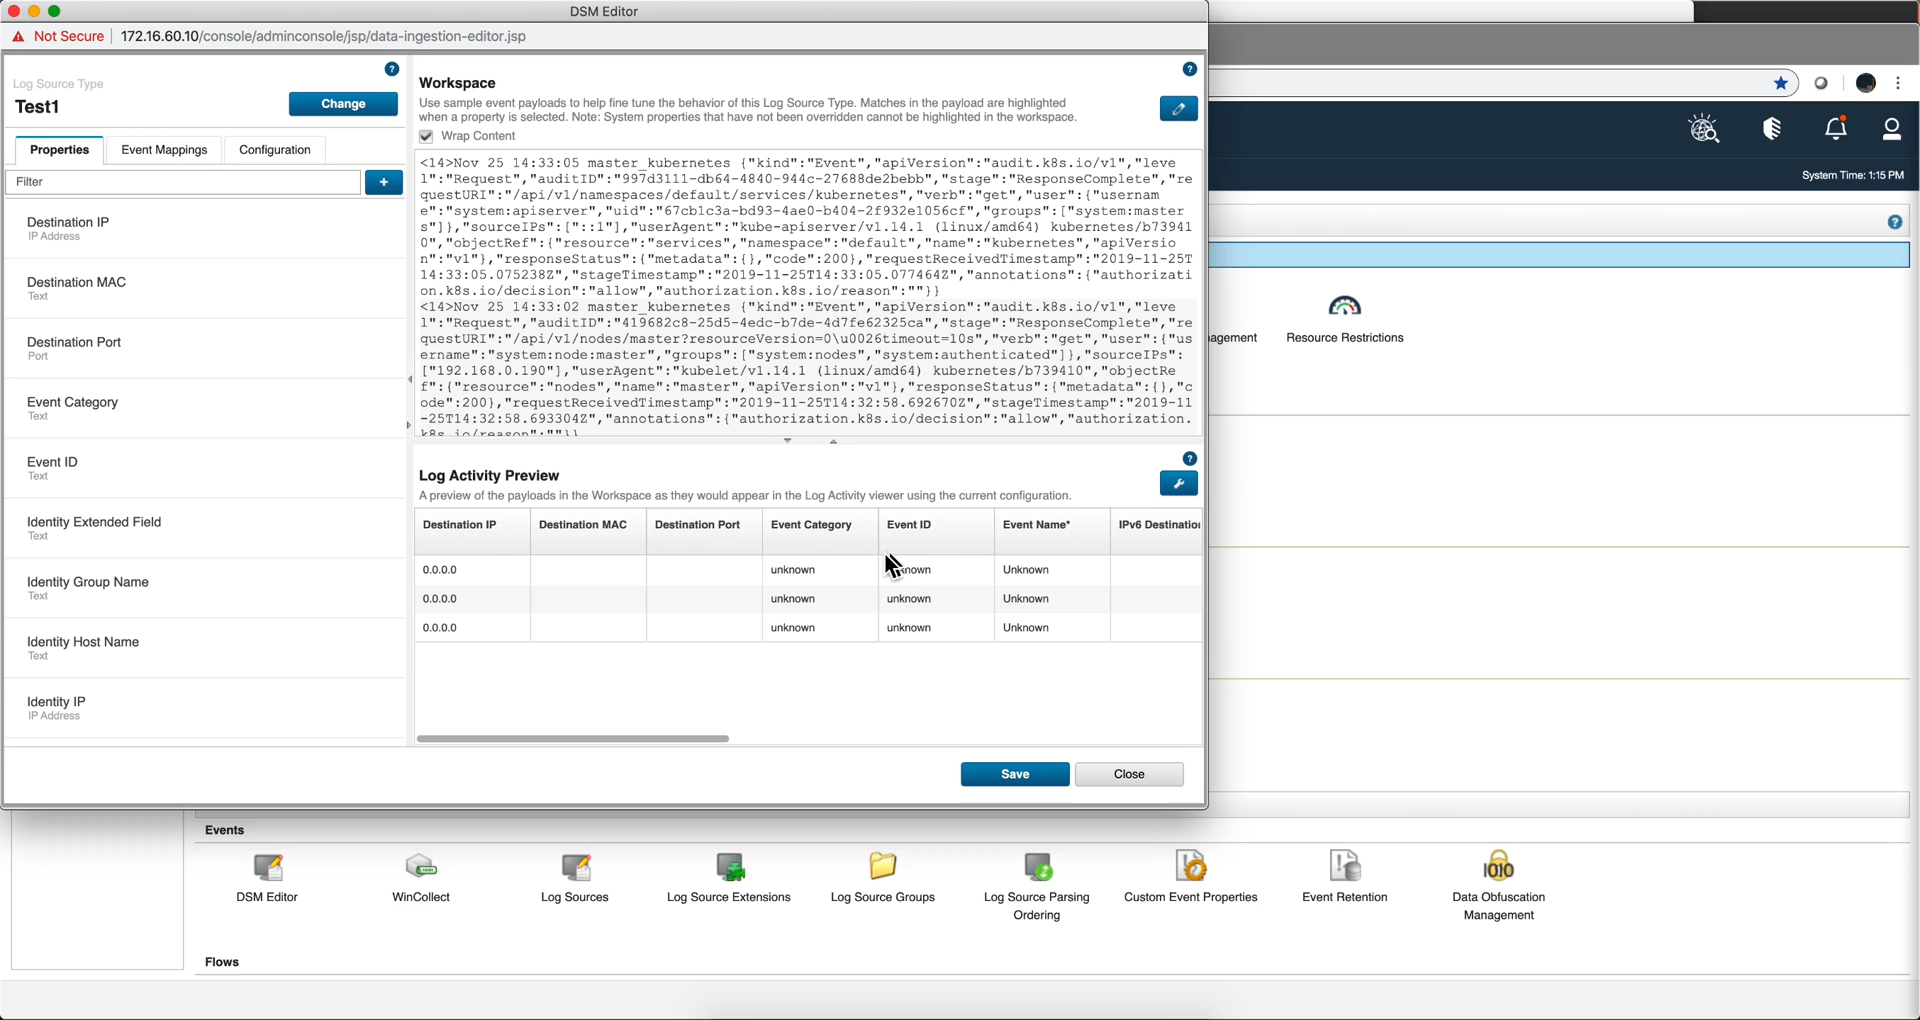 DSM Editor
Not Secure | 172.16.60.10/console/adminconsole/jsp/data-ingestion-editor.jsp
Log Source Type
Test1
Change
Properties
Event Mappings
Configuration
Filter
+
Destination IP
IP Address
Destination MAC
Text
Destination Port
Port
Event Category
Text
Event ID
Text
Identity Extended Field
Text
Identity Group Name
Text
Identity Host Name
Text
Identity IP
IP Address
Workspace
Use sample event payloads to help fine tune the behavior of this Log Source Type. Matches in the payload are highlighted
when a property is selected. Note: System properties that have not been overridden cannot be highlighted in the workspace.
Wrap Content
<14>Nov 25 14:33:05 master_kubernetes {"kind":"Event","apiVersion":"audit.k8s.io/v1","leve
l":"Request","auditID":"997d3111-db64-4840-944c-27688de2bebb","stage":"ResponseComplete","re
questURI":"/api/v1/namespaces/default/services/kubernetes","verb":"get","user":{"usernam
e":"system:apiserver","uid":"67cb1c3a-bd93-4ae0-b404-2f932e1056cf","groups":["system:master
s"]},"sourceIPs":["::1"],"userAgent":"kube-apiserver/v1.14.1 (linux/amd64) kubernetes/b73941
0","objectRef":{"resource":"services","namespace":"default","name":"kubernetes","apiVersio
n":"v1"},"responseStatus":{"metadata":{},"code":200},"requestReceivedTimestamp":"2019-11-25T
14:33:05.075238Z","stageTimestamp":"2019-11-25T14:33:05.077464Z","annotations":{"authorizati
on.k8s.io/decision":"allow","authorization.k8s.io/reason":""}}
<14>Nov 25 14:33:02 master_kubernetes {"kind":"Event","apiVersion":"audit.k8s.io/v1","leve
l":"Request","auditID":"419682c8-25d5-4edc-b7de-4d7fe62325ca","stage":"ResponseComplete","re
questURI":"/api/v1/nodes/master?resourceVersion=0\u0026timeout=10s","verb":"get","user":{"us
ername":"system:node:master","groups":["system:nodes","system:authenticated"]},"sourceIPs":
["192.168.0.190"],"userAgent":"kubelet/v1.14.1 (linux/amd64) kubernetes/b739410","objectRe
f":{"resource":"nodes","name":"master","apiVersion":"v1"},"responseStatus":{"metadata":{},"c
ode":200},"requestReceivedTimestamp":"2019-11-25T14:32:58.692670Z","stageTimestamp":"2019-11
-25T14:32:58.693304Z","annotations":{"authorization.k8s.io/decision":"allow","authorization.
k8s.io/reason":""}}
Log Activity Preview
A preview of the payloads in the Workspace as they would appear in the Log Activity viewer using the current configuration.
Destination IP Destination MAC Destination Port Event Category Event ID Event Name* IPv6 Destination
0.0.0.0 unknown Unknown
0.0.0.0 unknown unknown Unknown
0.0.0.0 unknown unknown Unknown
Save
Close
System Time: 1:15 PM
Resource Restrictions
Events
DSM Editor
WinCollect
Log Sources
Log Source Extensions
Log Source Groups
Log Source Parsing
Ordering
Custom Event Properties
Event Retention
Data Obfuscation
Management
Flows